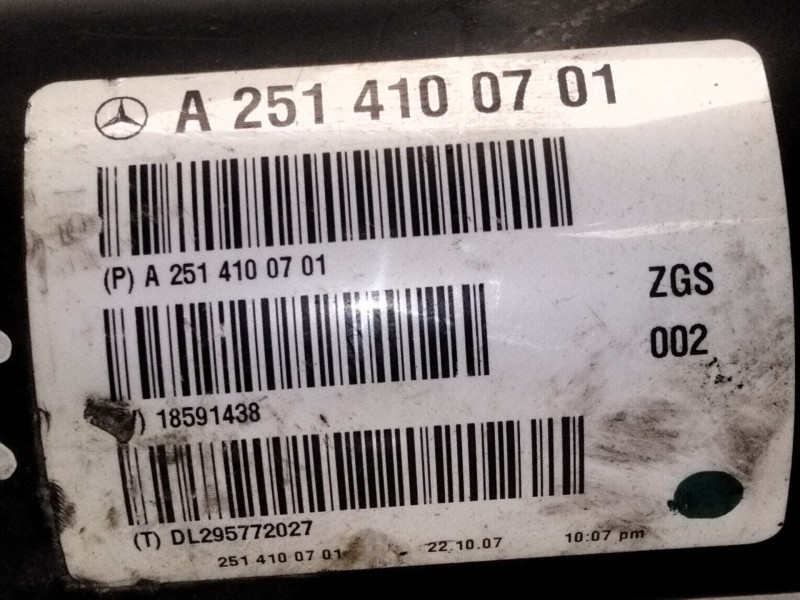 A 251 410 07 01
(P) A 251 410 07 01
ZGS
002
) 18591438
(T) DL295772027
251 410 07 01 22.10.07 10:07 pm